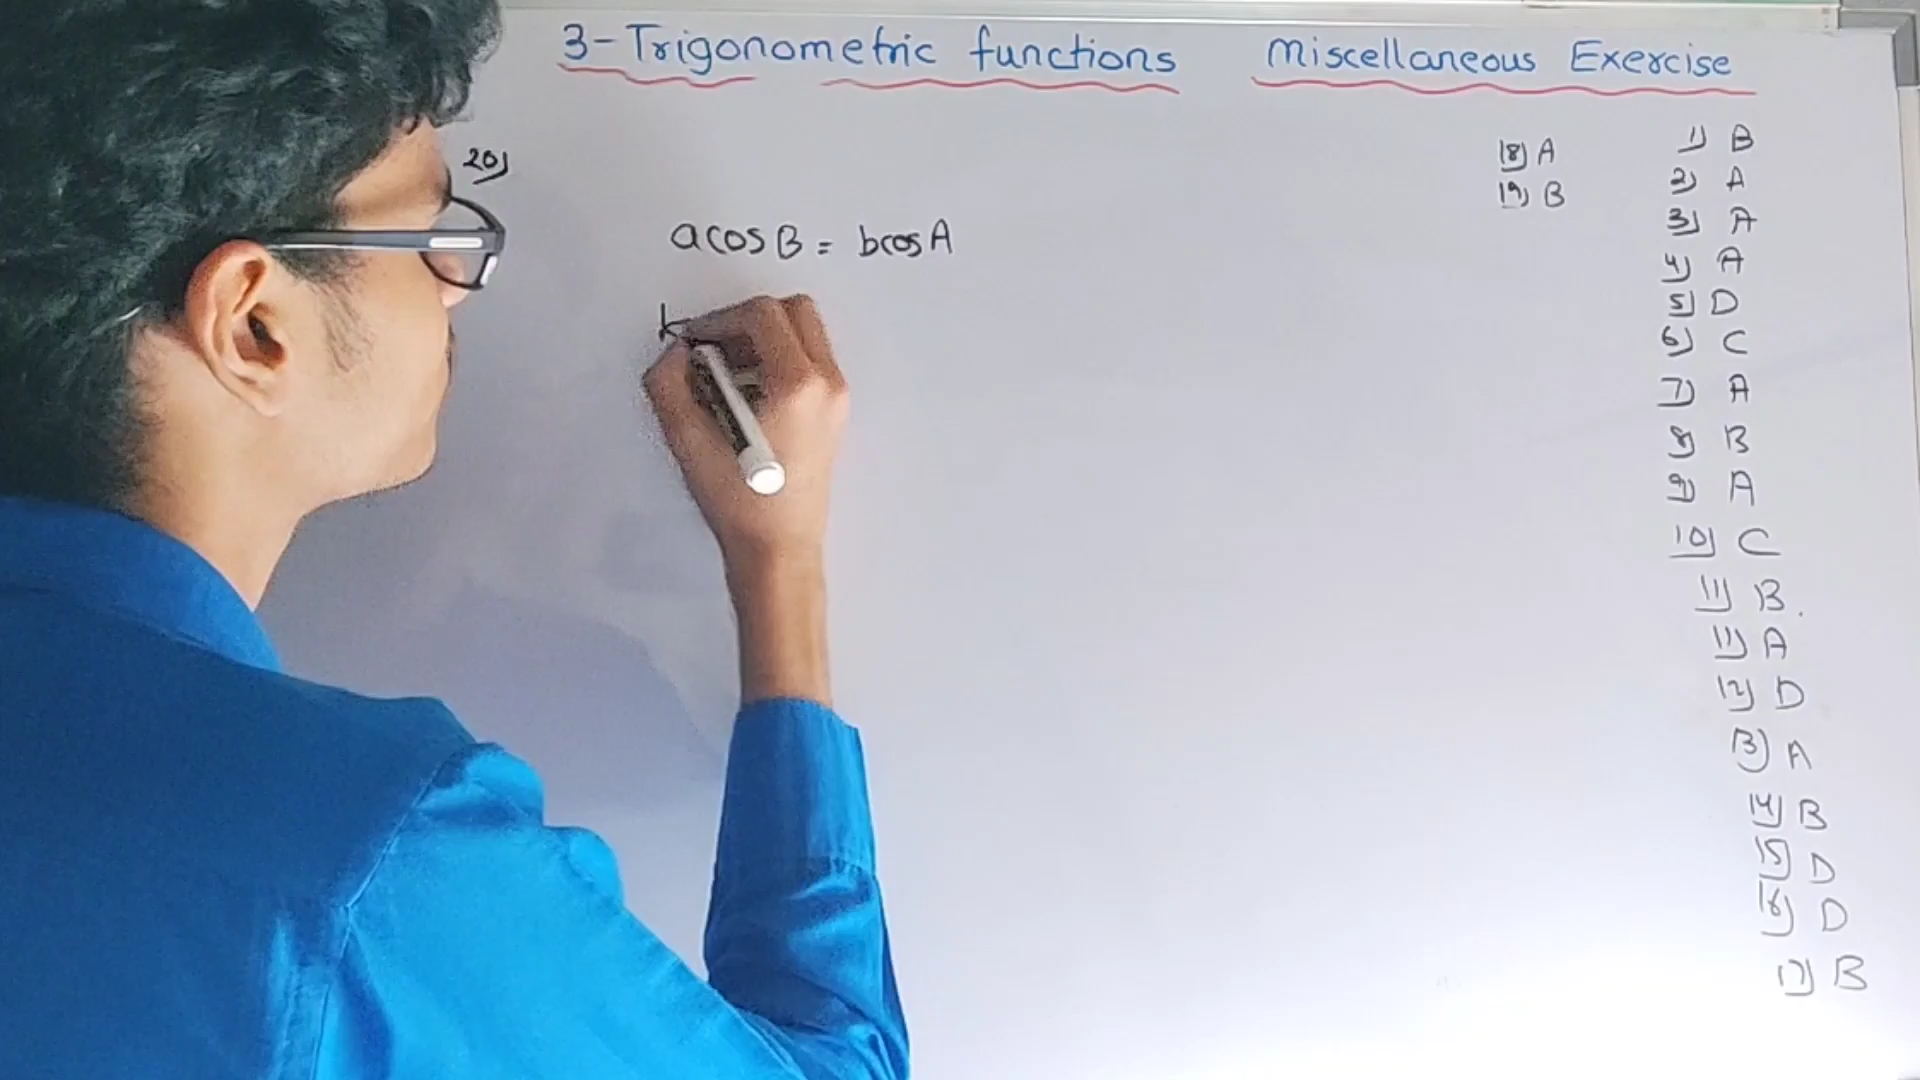 3-Trigonometric functions Miscellaneous Exercise
20)
acosB = bcosA
k
18) A
19) B
1) B
2) A
3) A
4) A
5) D
6) C
7) A
8) B
9) A
10) C
11) B.
11) A
12) D
13) A
14) B
15) D
16) D
17) B